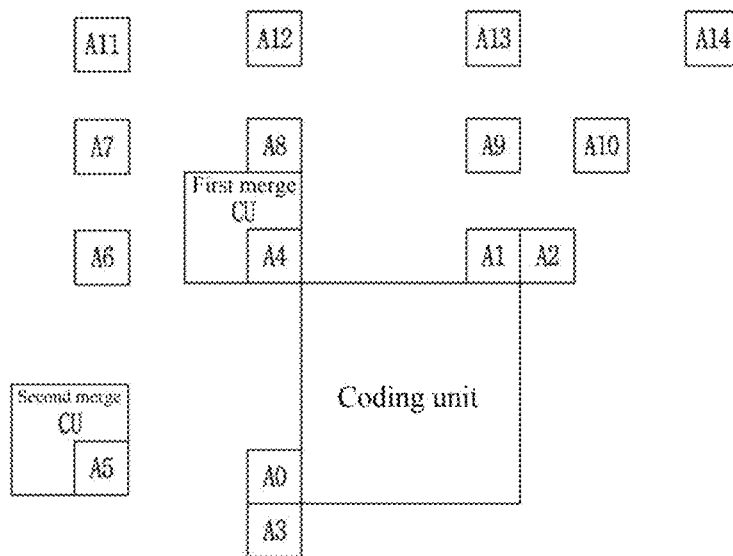 A11 A12 A13 A14
A7 A8 A9 A10
First merge
CU
A6 A4 A1 A2
Second merge
CU
Coding unit
A5 A0
A3